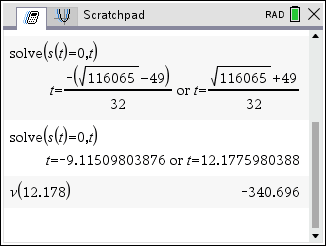 Scratchpad RAD
solve(s(t)=0,t)
t=-(√116065-49)/32 or t=(√116065+49)/32
solve(s(t)=0,t)
t=-9.11509803876 or t=12.1775980388
v(12.178) -340.696